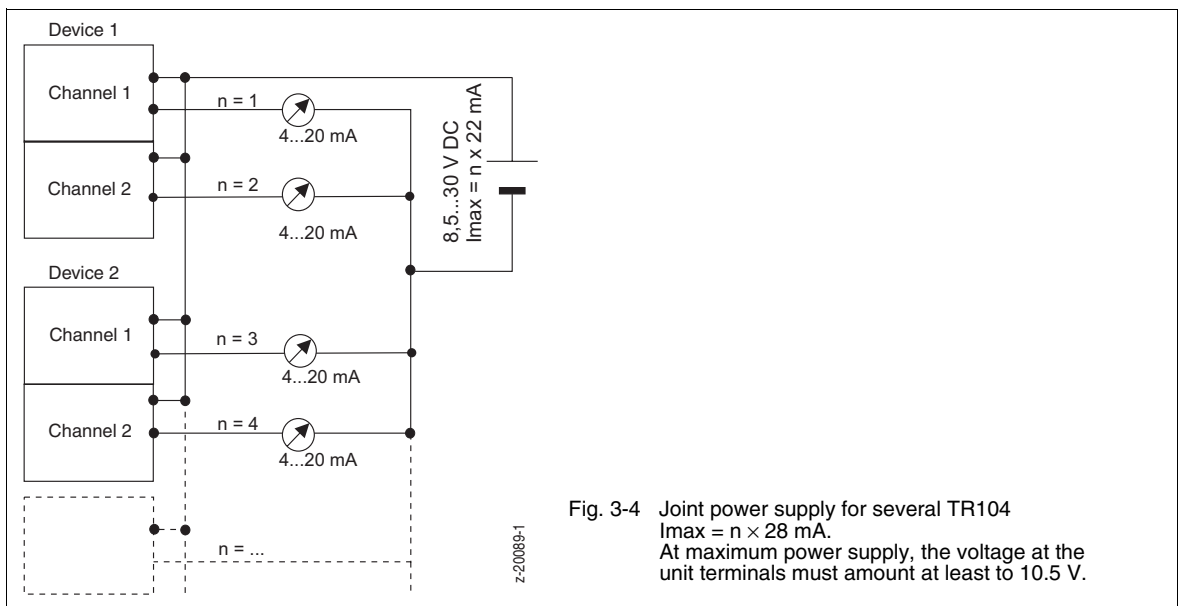 Device 1
Channel 1
n = 1
4...20 mA
Channel 2
n = 2
4...20 mA
8,5...30 V DC
Imax = n x 22 mA
Device 2
Channel 1
n = 3
4...20 mA
Channel 2
n = 4
4...20 mA
n = ...
z-20089-1
Fig. 3-4 Joint power supply for several TR104
Imax = n × 28 mA.
At maximum power supply, the voltage at the
unit terminals must amount at least to 10.5 V.